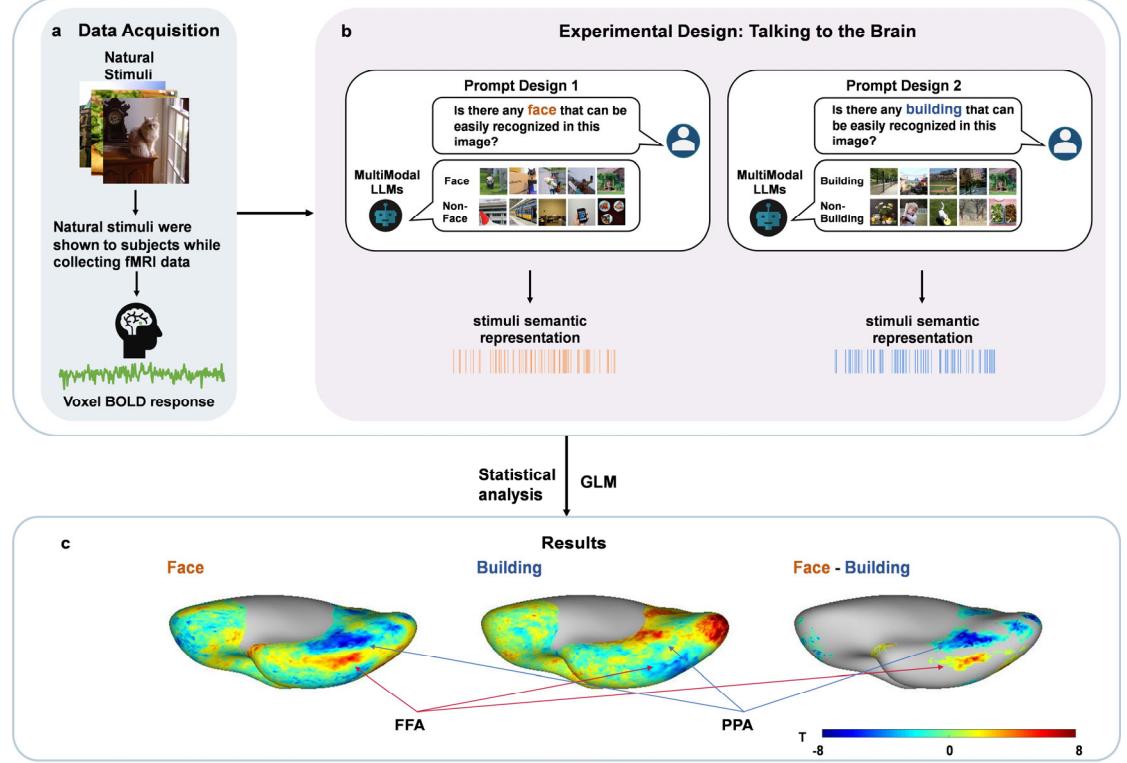 a Data Acquisition
Natural
Stimuli
Natural stimuli were
shown to subjects while
collecting fMRI data
Voxel BOLD response
b Experimental Design: Talking to the Brain
Prompt Design 1
Is there any face that can be
easily recognized in this
image?
MultiModal
LLMs
Face
Non-
Face
stimuli semantic
representation
Prompt Design 2
Is there any building that can
be easily recognized in this
image?
MultiModal
LLMs
Building
Non-
Building
stimuli semantic
representation
Statistical
analysis
GLM
c Results
Face
Building
Face - Building
FFA
PPA
T
-8 0 8